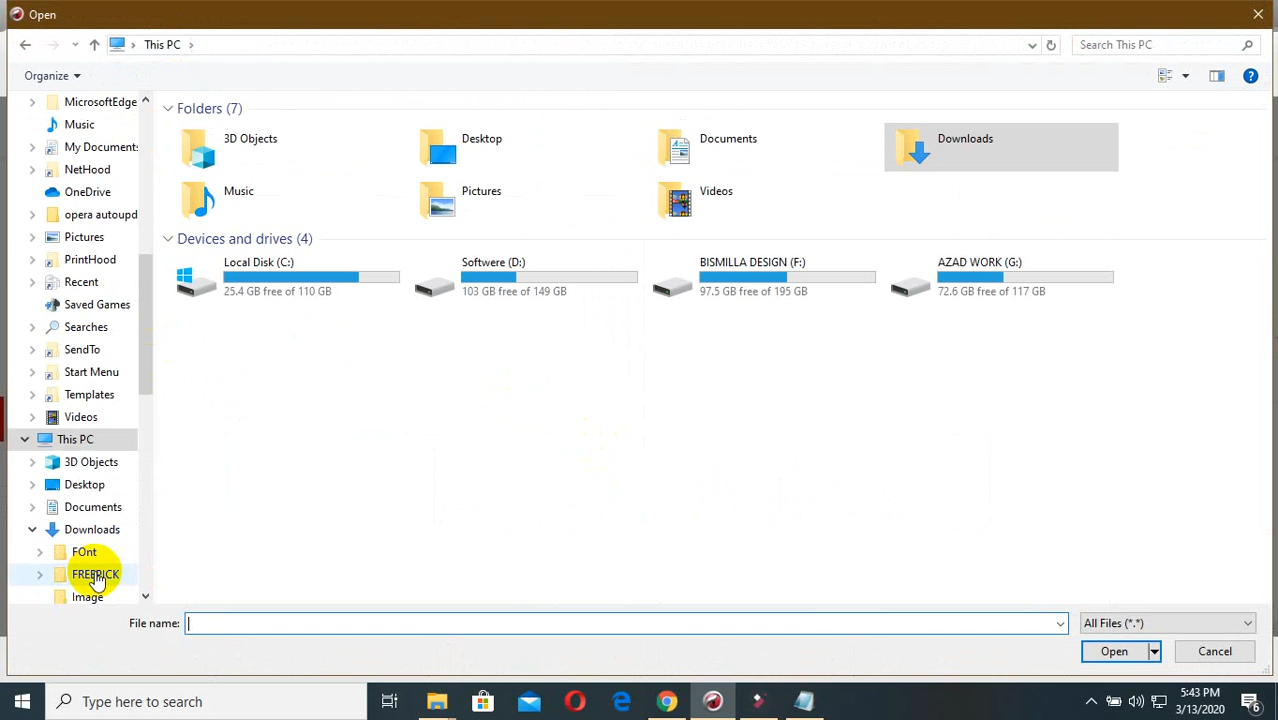 Open
This PC
Search This PC
Organize
MicrosoftEdge
Music
My Documents
NetHood
OneDrive
opera autoupd
Pictures
PrintHood
Recent
Saved Games
Searches
SendTo
Start Menu
Templates
Videos
This PC
3D Objects
Desktop
Documents
Downloads
FOnt
FREEPICK
Image
Folders (7)
3D Objects
Desktop
Documents
Downloads
Music
Pictures
Videos
Devices and drives (4)
Local Disk (C:)
25.4 GB free of 110 GB
Softwere (D:)
103 GB free of 149 GB
BISMILLA DESIGN (F:)
97.5 GB free of 195 GB
AZAD WORK (G:)
72.6 GB free of 117 GB
File name:
All Files (*.*)
Open
Cancel
Type here to search
5:43 PM
3/13/2020
6